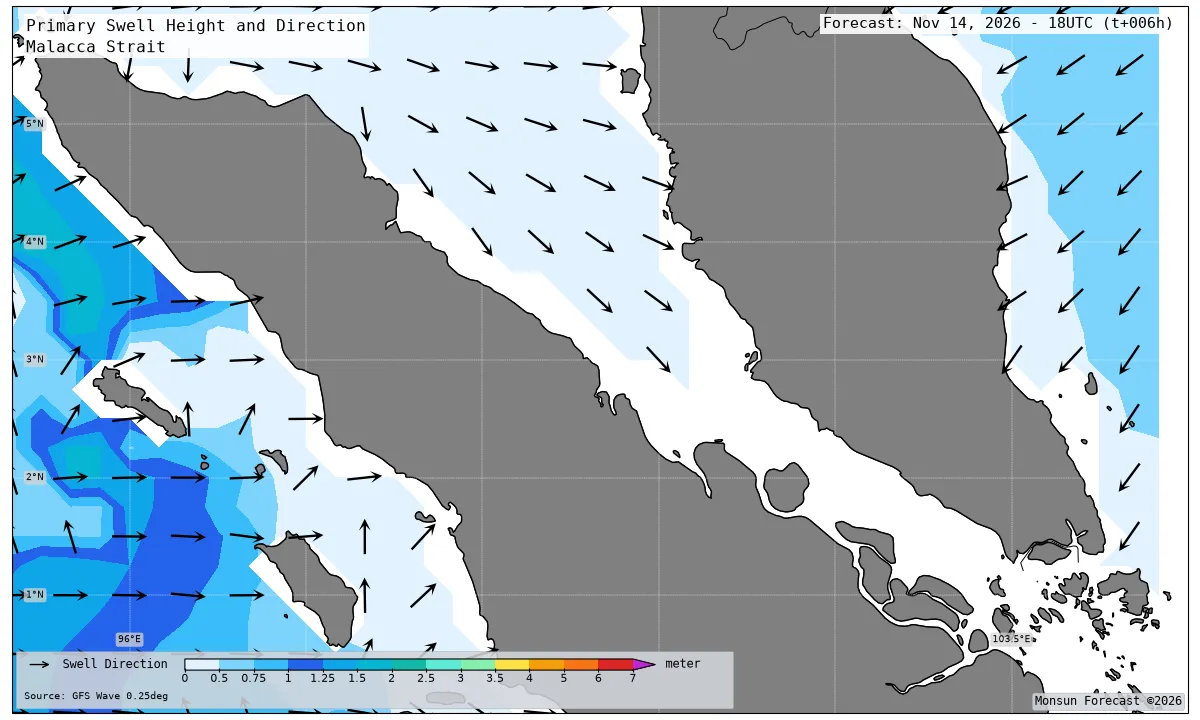 Primary Swell Height and Direction
Malacca Strait
Forecast: Nov 14, 2026 - 18UTC (t+006h)
5°N
4°N
3°N
2°N
1°N
96°E
103.5°E
Swell Direction
meter
0 0.5 0.75 1 1.25 1.5 2 2.5 3 3.5 4 5 6 7
Source: GFS Wave 0.25deg
Monsun Forecast ©2026